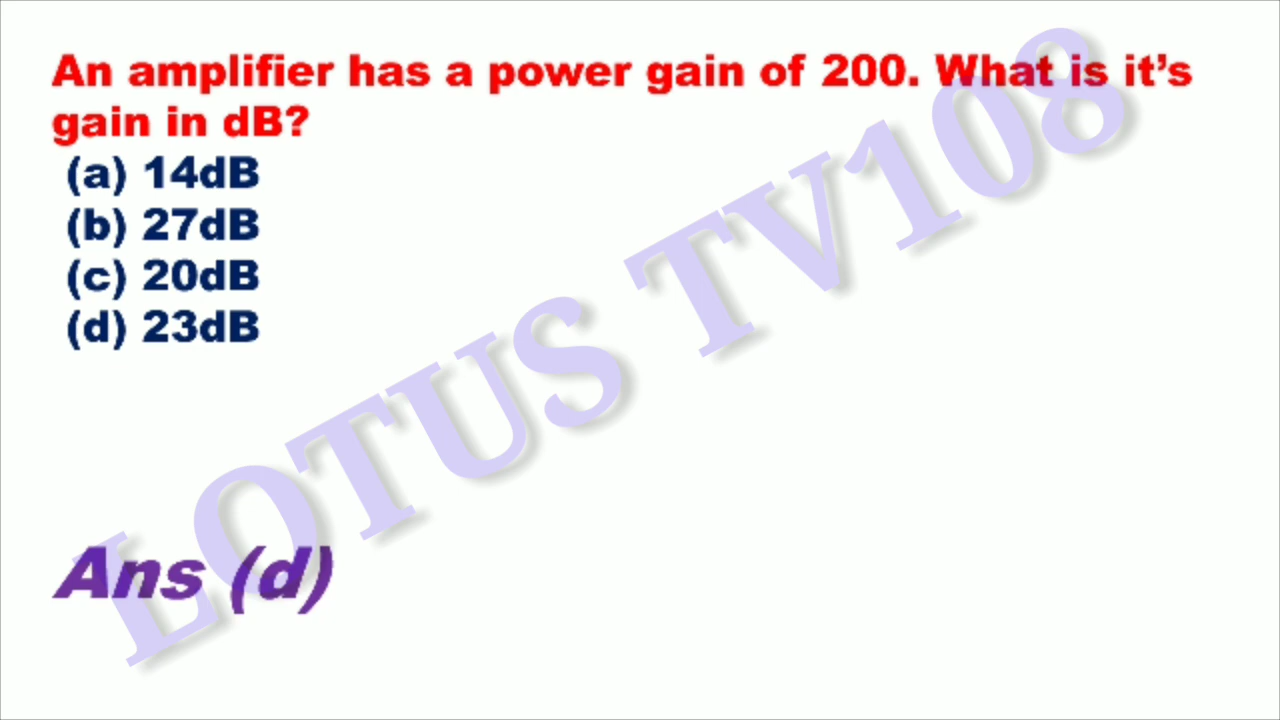 An amplifier has a power gain of 200. What is it’s
gain in dB?
(a) 14dB
(b) 27dB
(c) 20dB
(d) 23dB
LOTUS TV108
Ans (d)